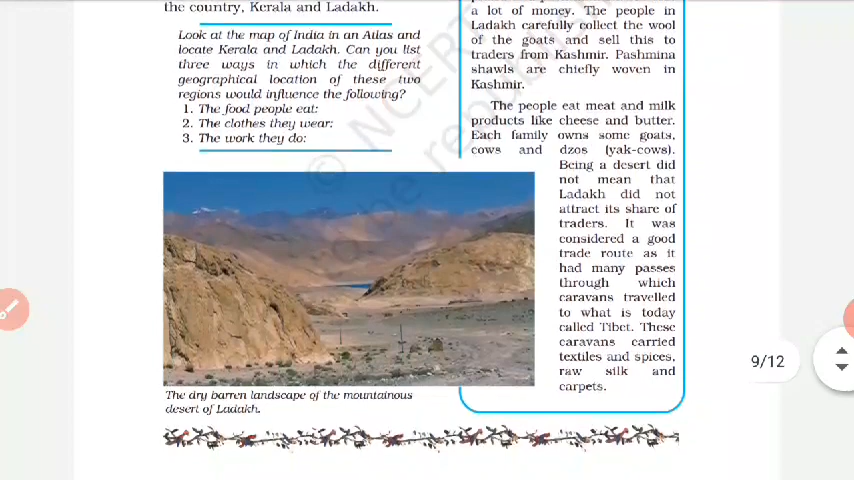 the country, Kerala and Ladakh.
Look at the map of India in an Atlas and
locate Kerala and Ladakh. Can you list
three ways in which the different
geographical location of these two
regions would influence the following?
1. The food people eat:
2. The clothes they wear:
3. The work they do:
The dry barren landscape of the mountainous
desert of Ladakh.
a lot of money. The people in
Ladakh carefully collect the wool
of the goats and sell this to
traders from Kashmir. Pashmina
shawls are chiefly woven in
Kashmir.
The people eat meat and milk
products like cheese and butter.
Each family owns some goats,
cows and dzos (yak-cows).
Being a desert did
not mean that
Ladakh did not
attract its share of
traders. It was
considered a good
trade route as it
had many passes
through which
caravans travelled
to what is today
called Tibet. These
caravans carried
textiles and spices,
raw silk and
carpets.
9/12